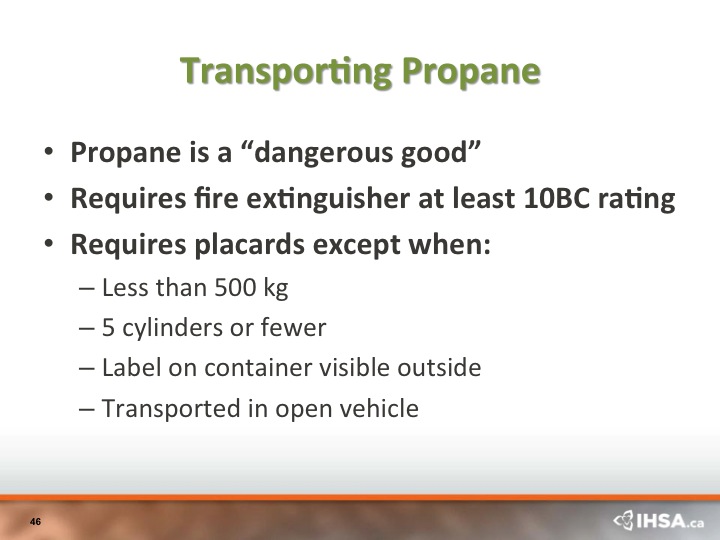 Transporting Propane
• Propane is a “dangerous good”
• Requires fire extinguisher at least 10BC rating
• Requires placards except when:
– Less than 500 kg
– 5 cylinders or fewer
– Label on container visible outside
– Transported in open vehicle
46
IHSA.ca